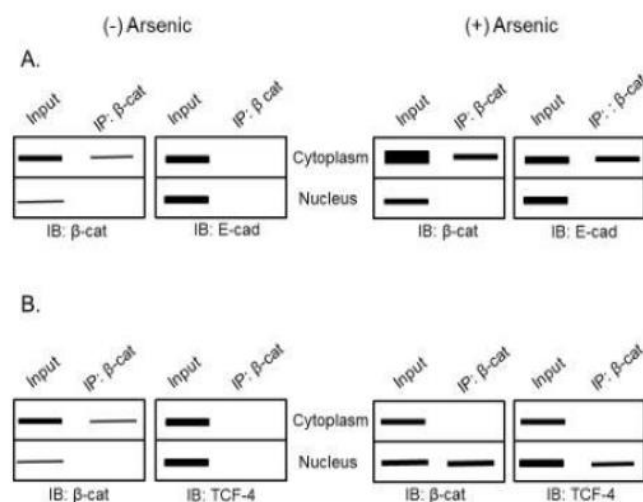 (-) Arsenic (+) Arsenic
A.
Input IP: β-cat Input IP: β cat Input IP: β-cat Input IP: : β-cat
Cytoplasm
Nucleus
IB: β-cat IB: E-cad IB: β-cat IB: E-cad
B.
Input IP: β-cat Input IP: β-cat Input IP: β-cat Input IP: β-cat
Cytoplasm
Nucleus
IB: β-cat IB: TCF-4 IB: β-cat IB: TCF-4